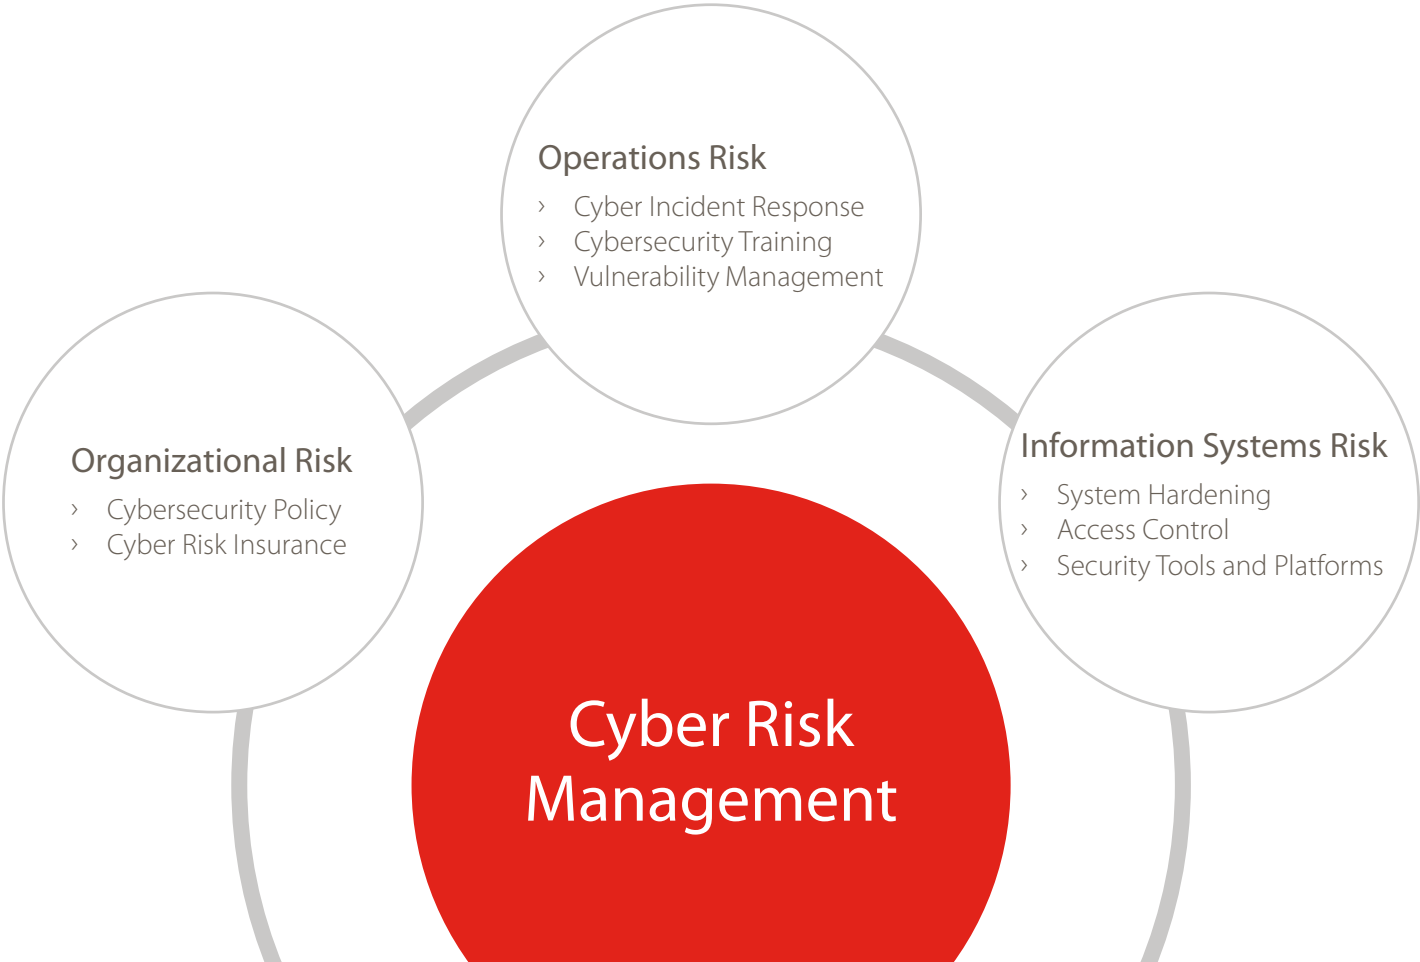 Operations Risk
› Cyber Incident Response
› Cybersecurity Training
› Vulnerability Management
Organizational Risk
› Cybersecurity Policy
› Cyber Risk Insurance
Information Systems Risk
› System Hardening
› Access Control
› Security Tools and Platforms
Cyber Risk
Management